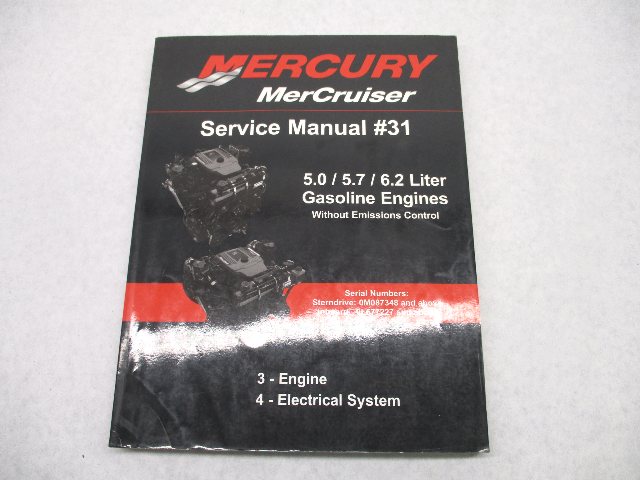 MERCURY
MerCruiser
Service Manual #31
5.0 / 5.7 / 6.2 Liter
Gasoline Engines
Without Emissions Control
Serial Numbers:
Sterndrive: 0M087348 and above
3 - Engine
4 - Electrical System